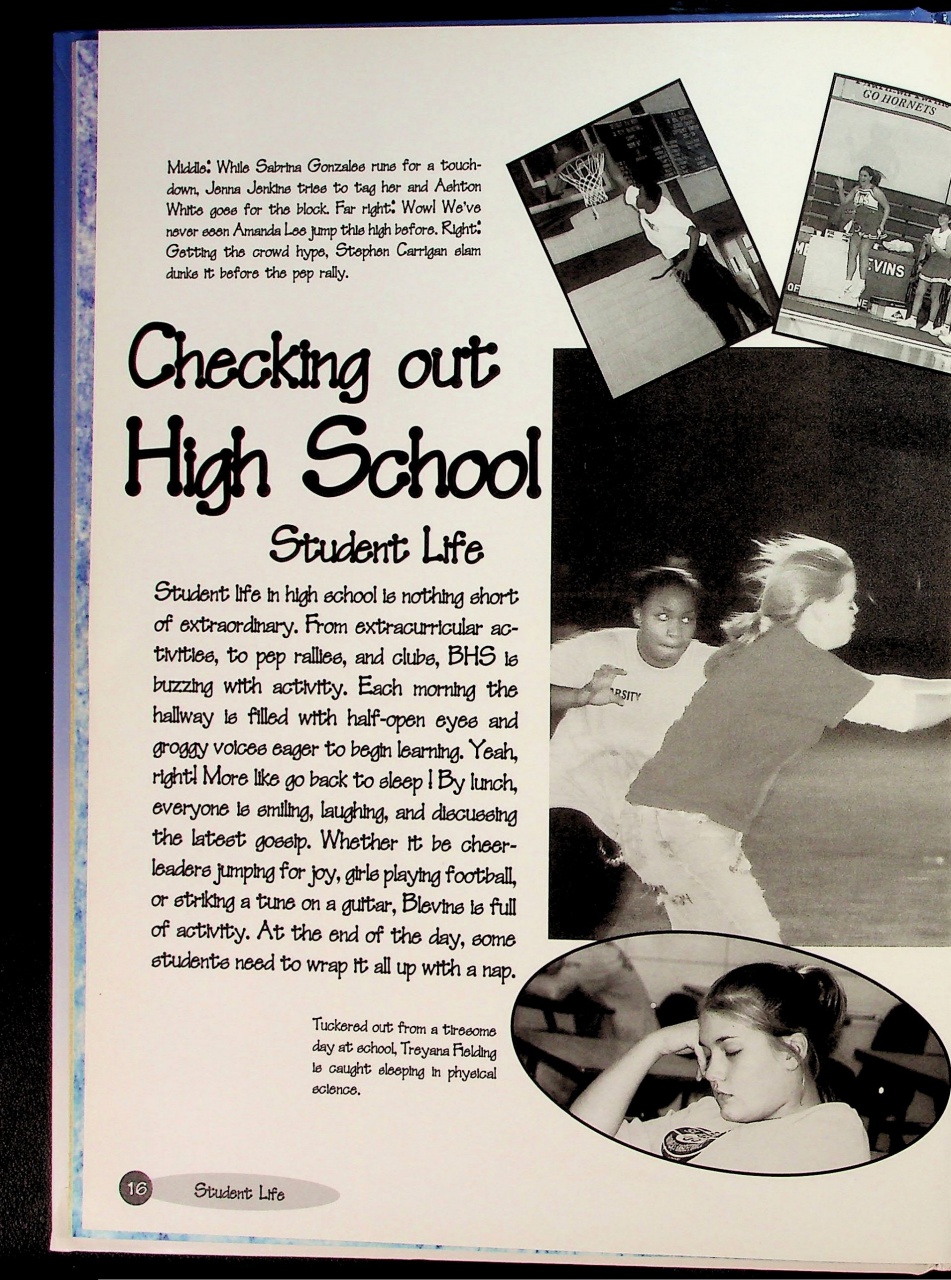 Middle: While Sabrina Gonzales runs for a touch-
down, Jenna Jenkins tries to tag her and Ashton
White goes for the block. Far right: Wow! We've
never seen Amanda Lee jump this high before. Right:
Getting the crowd hype, Stephen Carrigan slam
dunks it before the pep rally.
GO HORNETS
EVINS
ARSITY
Checking out
High School
Student Life
Student life in high school is nothing short
of extraordinary. From extracurricular ac-
tivities, to pep rallies, and clubs, BHS is
buzzing with activity. Each morning the
hallway is filled with half-open eyes and
groggy voices eager to begin learning. Yeah,
right! More like go back to sleep ! By lunch,
everyone is smiling, laughing, and discussing
the latest gossip. Whether it be cheer-
leaders jumping for joy, girls playing football,
or striking a tune on a guitar, Blevins is full
of activity. At the end of the day, some
students need to wrap it all up with a nap.
Tuckered out from a tiresome
day at school, Treyana Fielding
is caught sleeping in physical
science.
16 Student Life